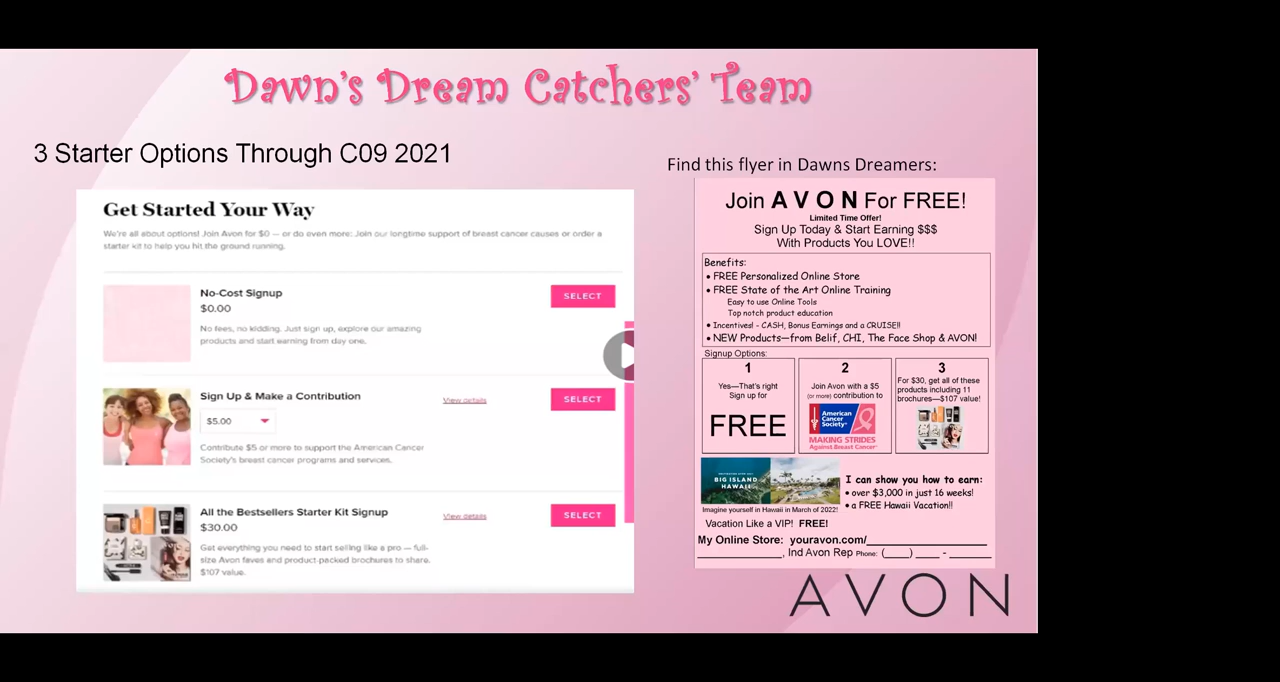 Dawn's Dream Catchers' Team
3 Starter Options Through C09 2021
Get Started Your Way
We're all about options! Join Avon for $0 — or do even more: Join our longtime support of breast cancer causes or order a
starter kit to help you hit the ground running.
No-Cost Signup
$0.00
No fees, no kidding. Just sign up, explore our amazing
products and start earning from day one.
SELECT
Sign Up & Make a Contribution
$5.00
Contribute $5 or more to support the American Cancer
Society's breast cancer programs and services.
View details
SELECT
All the Bestsellers Starter Kit Signup
$30.00
Get everything you need to start selling like a pro — full-
size Avon faves and product-packed brochures to share.
$107 value.
View details
SELECT
Find this flyer in Dawns Dreamers:
Join AVON For FREE!
Limited Time Offer!
Sign Up Today & Start Earning $$$
With Products You LOVE!!
Benefits:
• FREE Personalized Online Store
• FREE State of the Art Online Training
Easy to use Online Tools
Top notch product education
• Incentives! - CASH, Bonus Earnings and a CRUISE!!
• NEW Products—from Belif, CHI, The Face Shop & AVON!
Signup Options:
1
Yes—That's right
Sign up for
FREE
2
Join Avon with a $5
(or more) contribution to
American
Cancer
Society
MAKING STRIDES
Against Breast Cancer
3
For $30, get all of these
products including 11
brochures—$107 value!
BIG ISLAND
HAWAII
Imagine yourself in Hawaii in March of 2022!
I can show you how to earn:
• over $3,000 in just 16 weeks!
• a FREE Hawaii Vacation!!
Vacation Like a VIP! FREE!
My Online Store: youravon.com/____________________
______________, Ind Avon Rep Phone: (____) ____ - _______
AVON